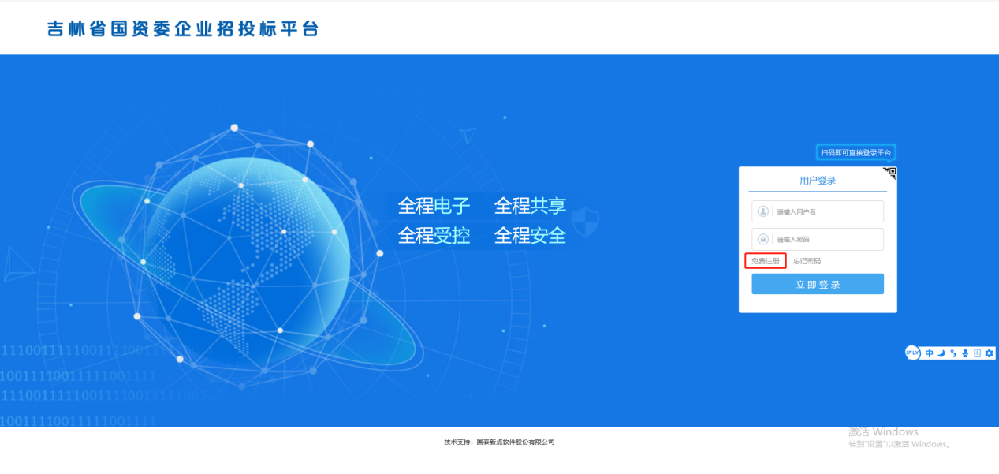 吉林省国资委企业招投标平台
扫码即可直接登录平台
用户登录
全程电子 全程共享
全程受控 全程安全
请输入用户名
请输入密码
免费注册 忘记密码
立即登录
iFLY 中
技术支持：国泰新点软件股份有限公司
激活 Windows
转到"设置"以激活 Windows。